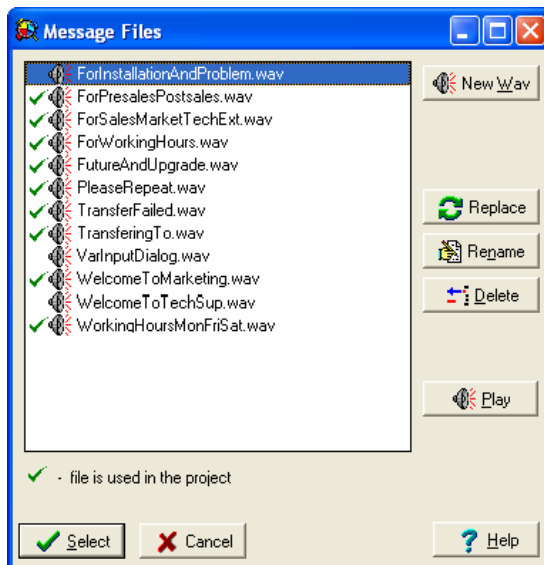 Message Files
ForInstallationAndProblem.wav
ForPresalesPostsales.wav
ForSalesMarketTechExt.wav
ForWorkingHours.wav
FutureAndUpgrade.wav
PleaseRepeat.wav
TransferFailed.wav
TransferingTo.wav
VarInputDialog.wav
WelcomeToMarketing.wav
WelcomeToTechSup.wav
WorkingHoursMonFriSat.wav
New Wav
Replace
Rename
Delete
Play
- file is used in the project
Select
Cancel
Help